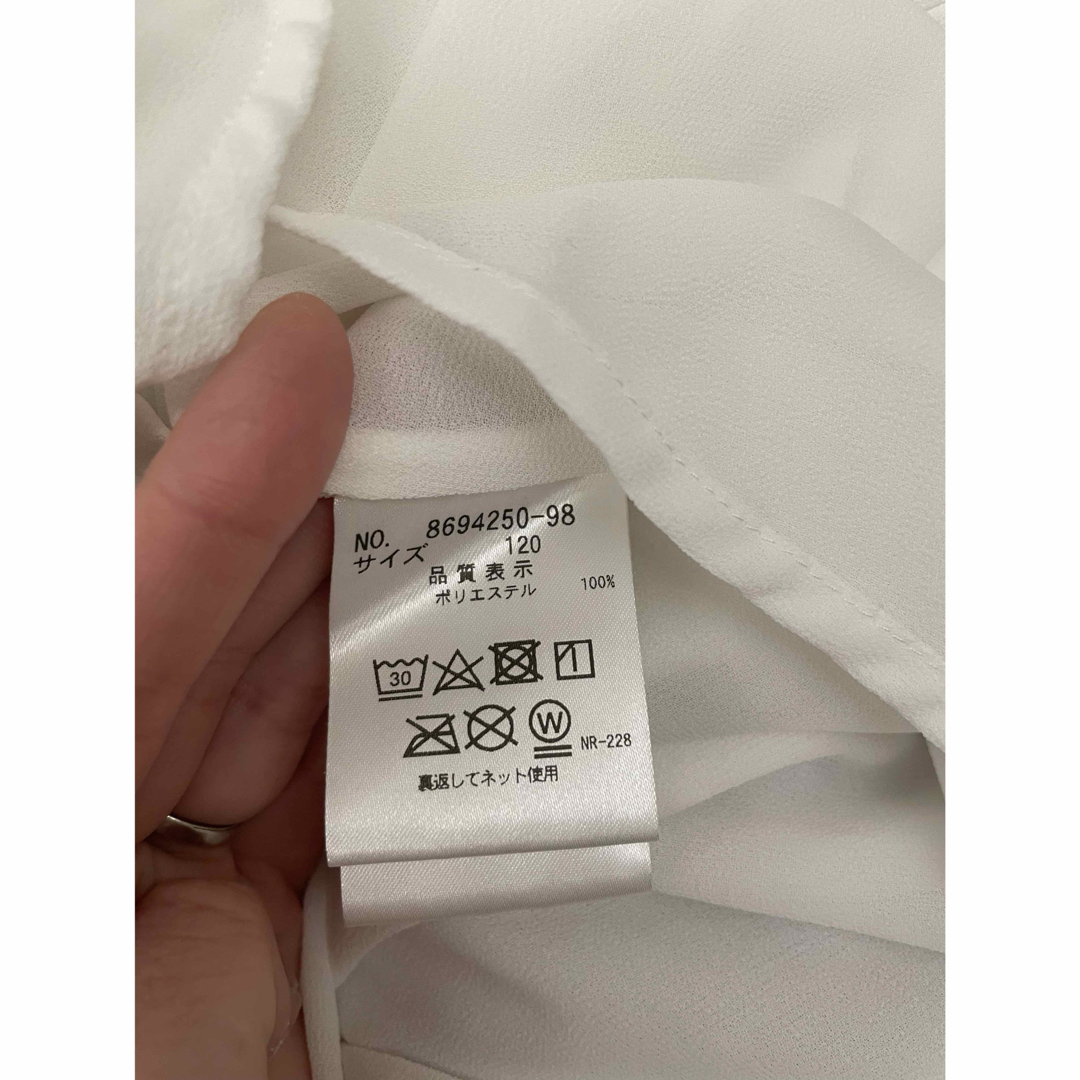 NO. 8694250-98
サイズ 120
品質表示
ポリエステル 100%
30
W NR-228
裏返してネット使用